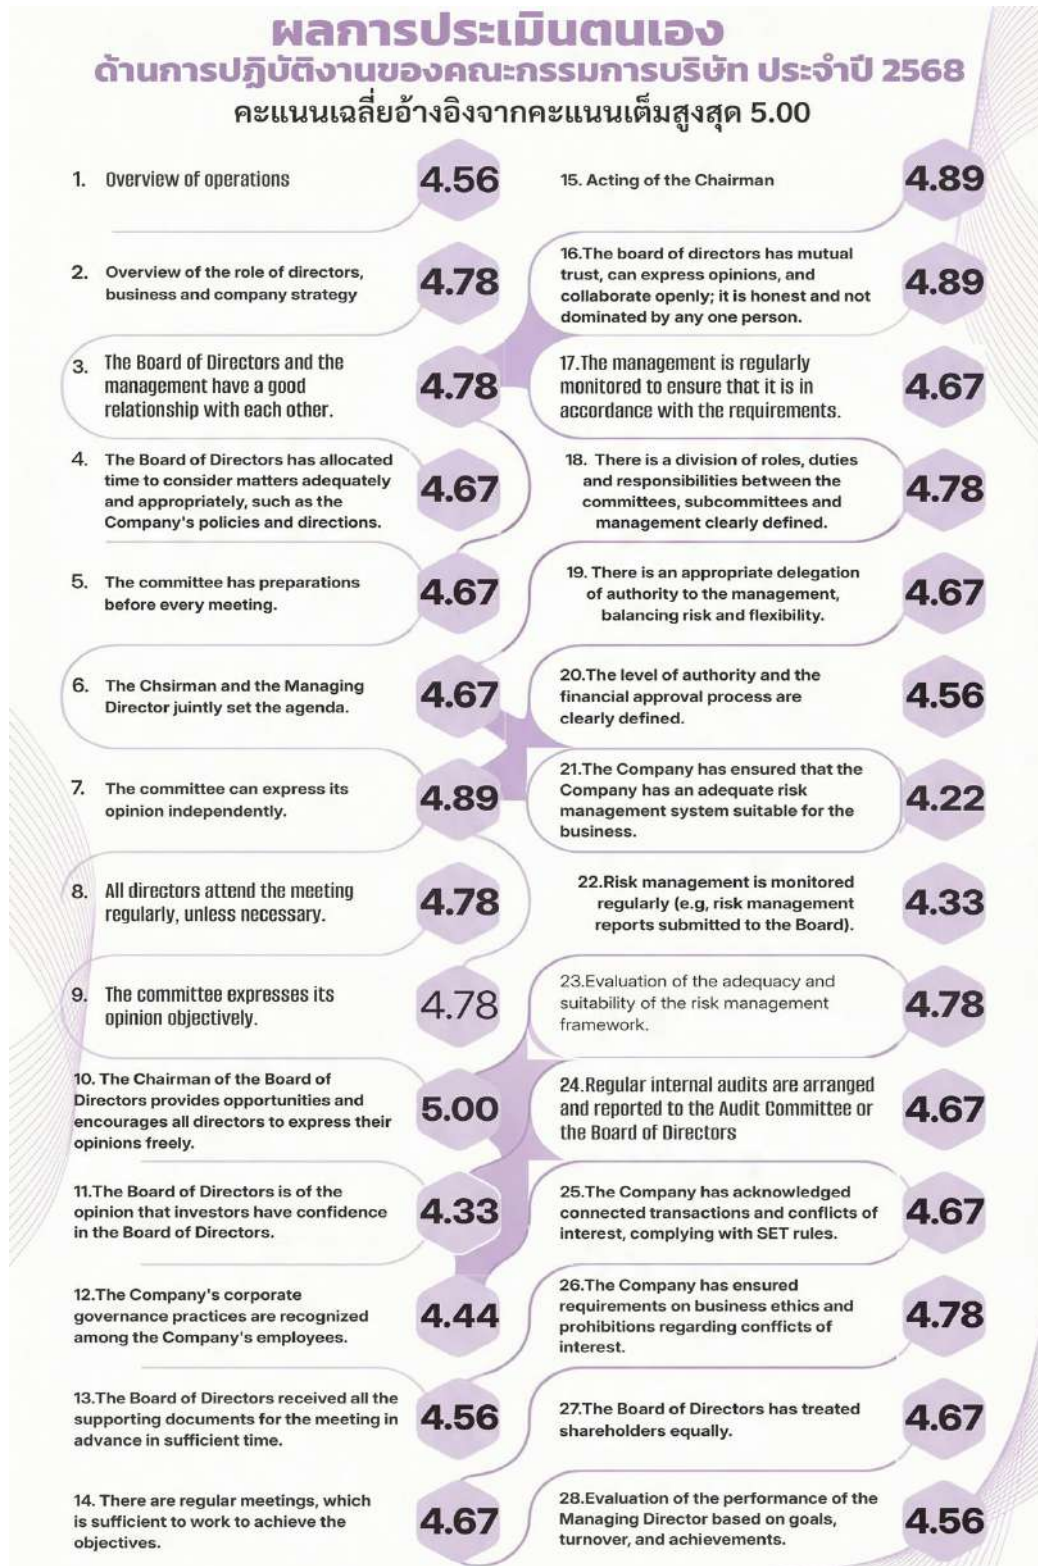 ผลการประเมินตนเอง
ด้านการปฏิบัติงานของคณะกรรมการบริษัท ประจำปี 2568
คะแนนเฉลี่ยอ้างอิงจากคะแนนเต็มสูงสุด 5.00
1. Overview of operations
4.56
2. Overview of the role of directors,
business and company strategy
4.78
3. The Board of Directors and the
management have a good
relationship with each other.
4.78
4. The Board of Directors has allocated
time to consider matters adequately
and appropriately, such as the
Company's policies and directions.
4.67
5. The committee has preparations
before every meeting.
4.67
6. The Chsirman and the Managing
Director juintly set the agenda.
4.67
7. The committee can express its
opinion independently.
4.89
8. All directors attend the meeting
regularly, unless necessary.
4.78
9. The committee expresses its
opinion objectively.
4.78
10. The Chairman of the Board of
Directors provides opportunities and
encourages all directors to express their
opinions freely.
5.00
11.The Board of Directors is of the
opinion that investors have confidence
in the Board of Directors.
4.33
12.The Company's corporate
governance practices are recognized
among the Company's employees.
4.44
13.The Board of Directors received all the
supporting documents for the meeting in
advance in sufficient time.
4.56
14. There are regular meetings, which
is sufficient to work to achieve the
objectives.
4.67
15. Acting of the Chairman
4.89
16.The board of directors has mutual
trust, can express opinions, and
collaborate openly; it is honest and not
dominated by any one person.
4.89
17.The management is regularly
monitored to ensure that it is in
accordance with the requirements.
4.67
18. There is a division of roles, duties
and responsibilities between the
committees, subcommittees and
management clearly defined.
4.78
19. There is an appropriate delegation
of authority to the management,
balancing risk and flexibility.
4.67
20.The level of authority and the
financial approval process are
clearly defined.
4.56
21.The Company has ensured that the
Company has an adequate risk
management system suitable for the
business.
4.22
22.Risk management is monitored
regularly (e.g, risk management
reports submitted to the Board).
4.33
23.Evaluation of the adequacy and
suitability of the risk management
framework.
4.78
24.Regular internal audits are arranged
and reported to the Audit Committee or
the Board of Directors
4.67
25.The Company has acknowledged
connected transactions and conflicts of
interest, complying with SET rules.
4.67
26.The Company has ensured
requirements on business ethics and
prohibitions regarding confflicts of
interest.
4.78
27.The Board of Directors has treated
shareholders equally.
4.67
28.Evaluation of the performance of the
Managing Director based on goals,
turnover, and achievements.
4.56